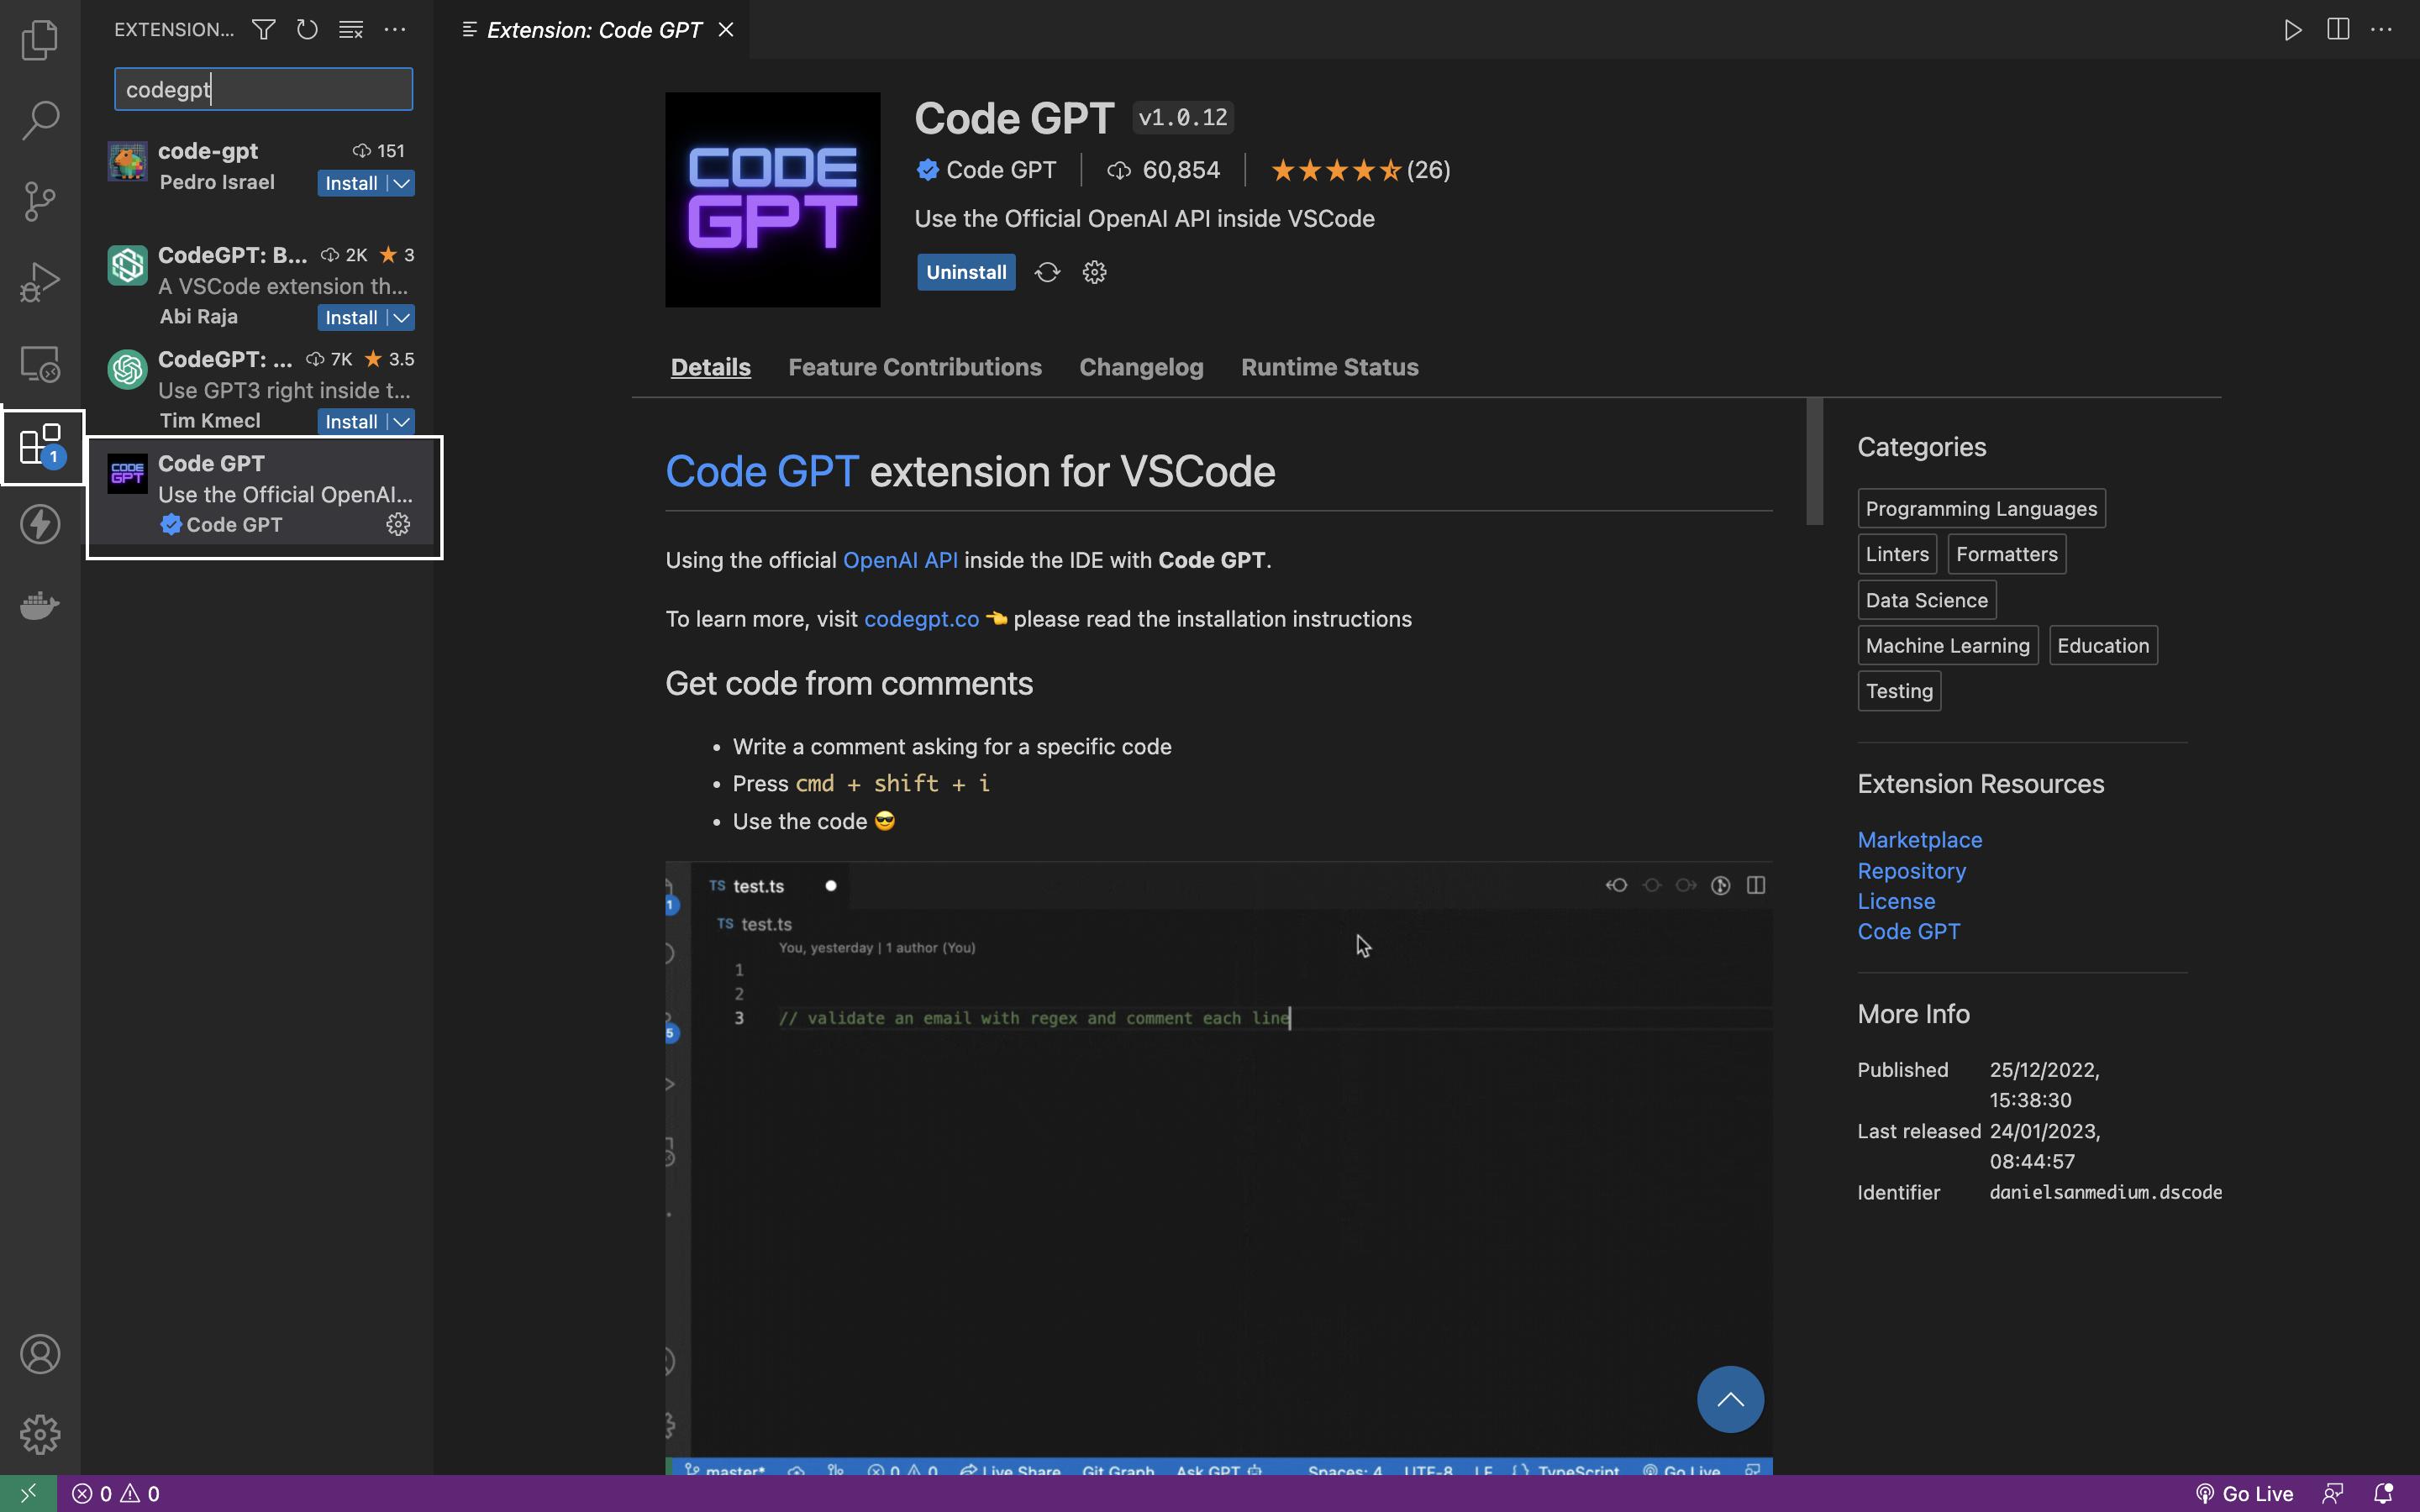 EXTENSION...
codegpt
code-gpt 151
Pedro Israel Install
CodeGPT: B... 2K ★ 3
A VSCode extension th...
Abi Raja Install
CodeGPT: ... 7K ★ 3.5
Use GPT3 right inside t...
Tim Kmecl Install
1
Code GPT
CODE
GPT
Use the Official OpenAI...
Code GPT
Extension: Code GPT
CODE
GPT
Code GPT v1.0.12
Code GPT 60,854 (26)
Use the Official OpenAI API inside VSCode
Uninstall
Details Feature Contributions Changelog Runtime Status
Code GPT extension for VSCode
Using the official OpenAI API inside the IDE with Code GPT.
To learn more, visit codegpt.co 👈 please read the installation instructions
Get code from comments
• Write a comment asking for a specific code
• Press cmd + shift + i
• Use the code 😎
TS test.ts
1
TS test.ts
You, yesterday | 1 author (You)
1
2
3 // validate an email with regex and comment each line
5
master* 0 0 Live Share Git Graph Ask GPT Spaces: 4 UTF-8 LF {} TypeScript Go Live
Categories
Programming Languages
Linters Formatters
Data Science
Machine Learning Education
Testing
Extension Resources
Marketplace
Repository
License
Code GPT
More Info
Published 25/12/2022,
15:38:30
Last released 24/01/2023,
08:44:57
Identifier danielsanmedium.dscode
0 0 Go Live